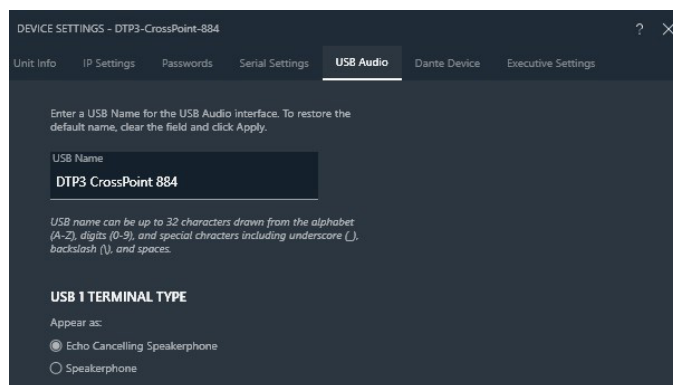 DEVICE SETTINGS - DTP3-CrossPoint-884 ?
Unit Info IP Settings Passwords Serial Settings USB Audio Dante Device Executive Settings
Enter a USB Name for the USB Audio interface. To restore the
default name, clear the field and click Apply.
USB Name
DTP3 CrossPoint 884
USB name can be up to 32 characters drawn from the alphabet
(A-Z), digits (0-9), and special chracters including underscore (_),
backslash (\), and spaces.
USB 1 TERMINAL TYPE
Appear as:
Echo Cancelling Speakerphone
Speakerphone